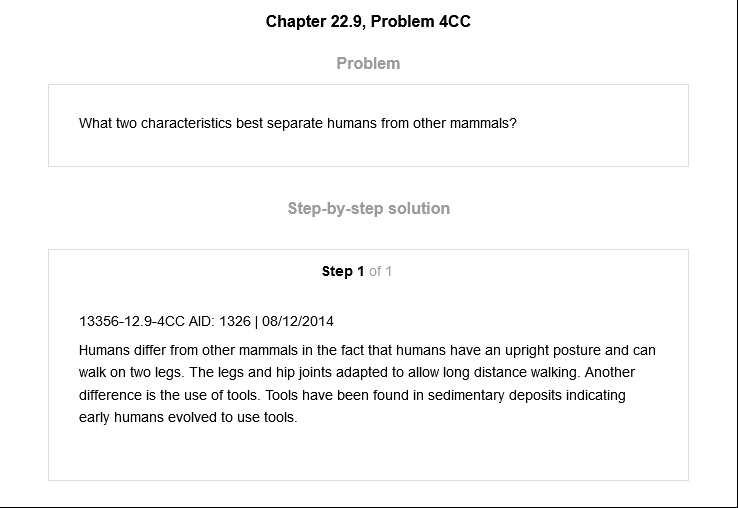 Chapter 22.9, Problem 4CC
Problem
What two characteristics best separate humans from other mammals?
Step-by-step solution
Step 1 of 1
13356-12.9-4CC AID: 1326 | 08/12/2014
Humans differ from other mammals in the fact that humans have an upright posture and can
walk on two legs. The legs and hip joints adapted to allow long distance walking. Another
difference is the use of tools. Tools have been found in sedimentary deposits indicating
early humans evolved to use tools.